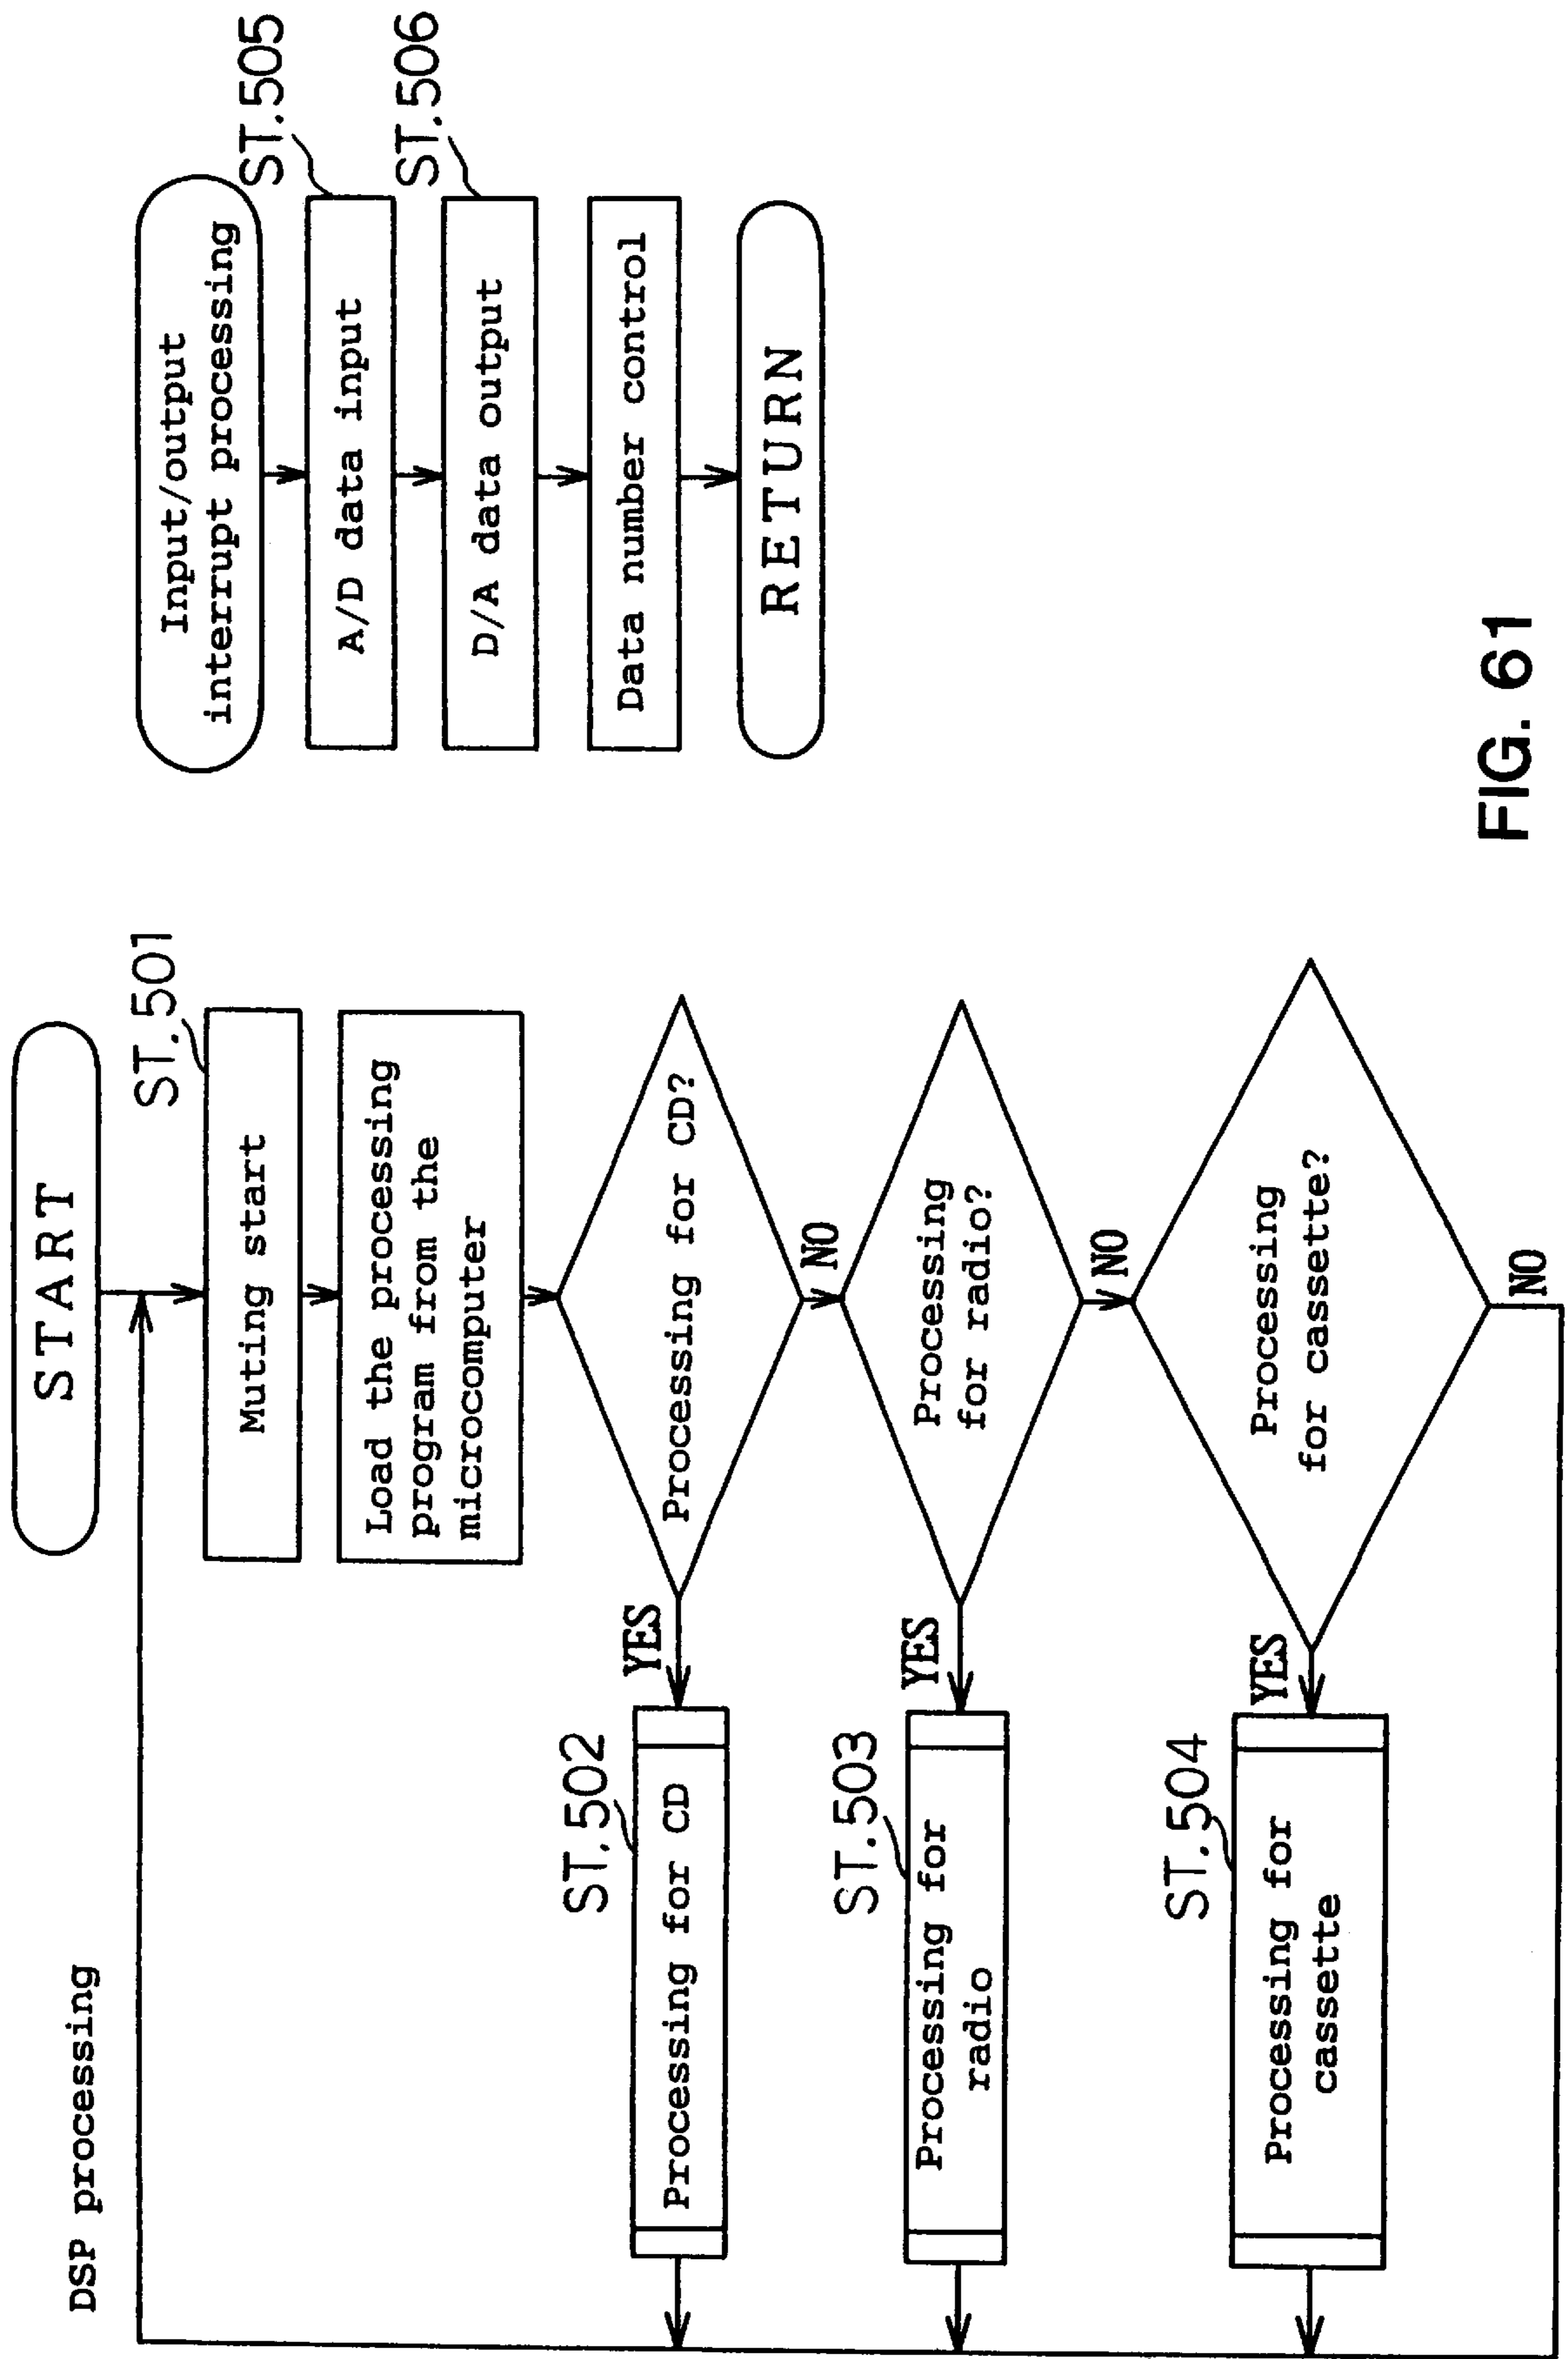 DSP processing
START
ST.501
Muting start
Load the processing
program from the
microcomputer
Processing for CD?
YES
NO
ST.502
Processing for CD
Processing
for radio?
YES
NO
ST.503
Processing for
radio
Processing
for cassette?
YES
NO
ST.504
Processing for
cassette
Input/output
interrupt processing
ST.505
A/D data input
ST.506
D/A data output
Data number control
RETURN
FIG. 61